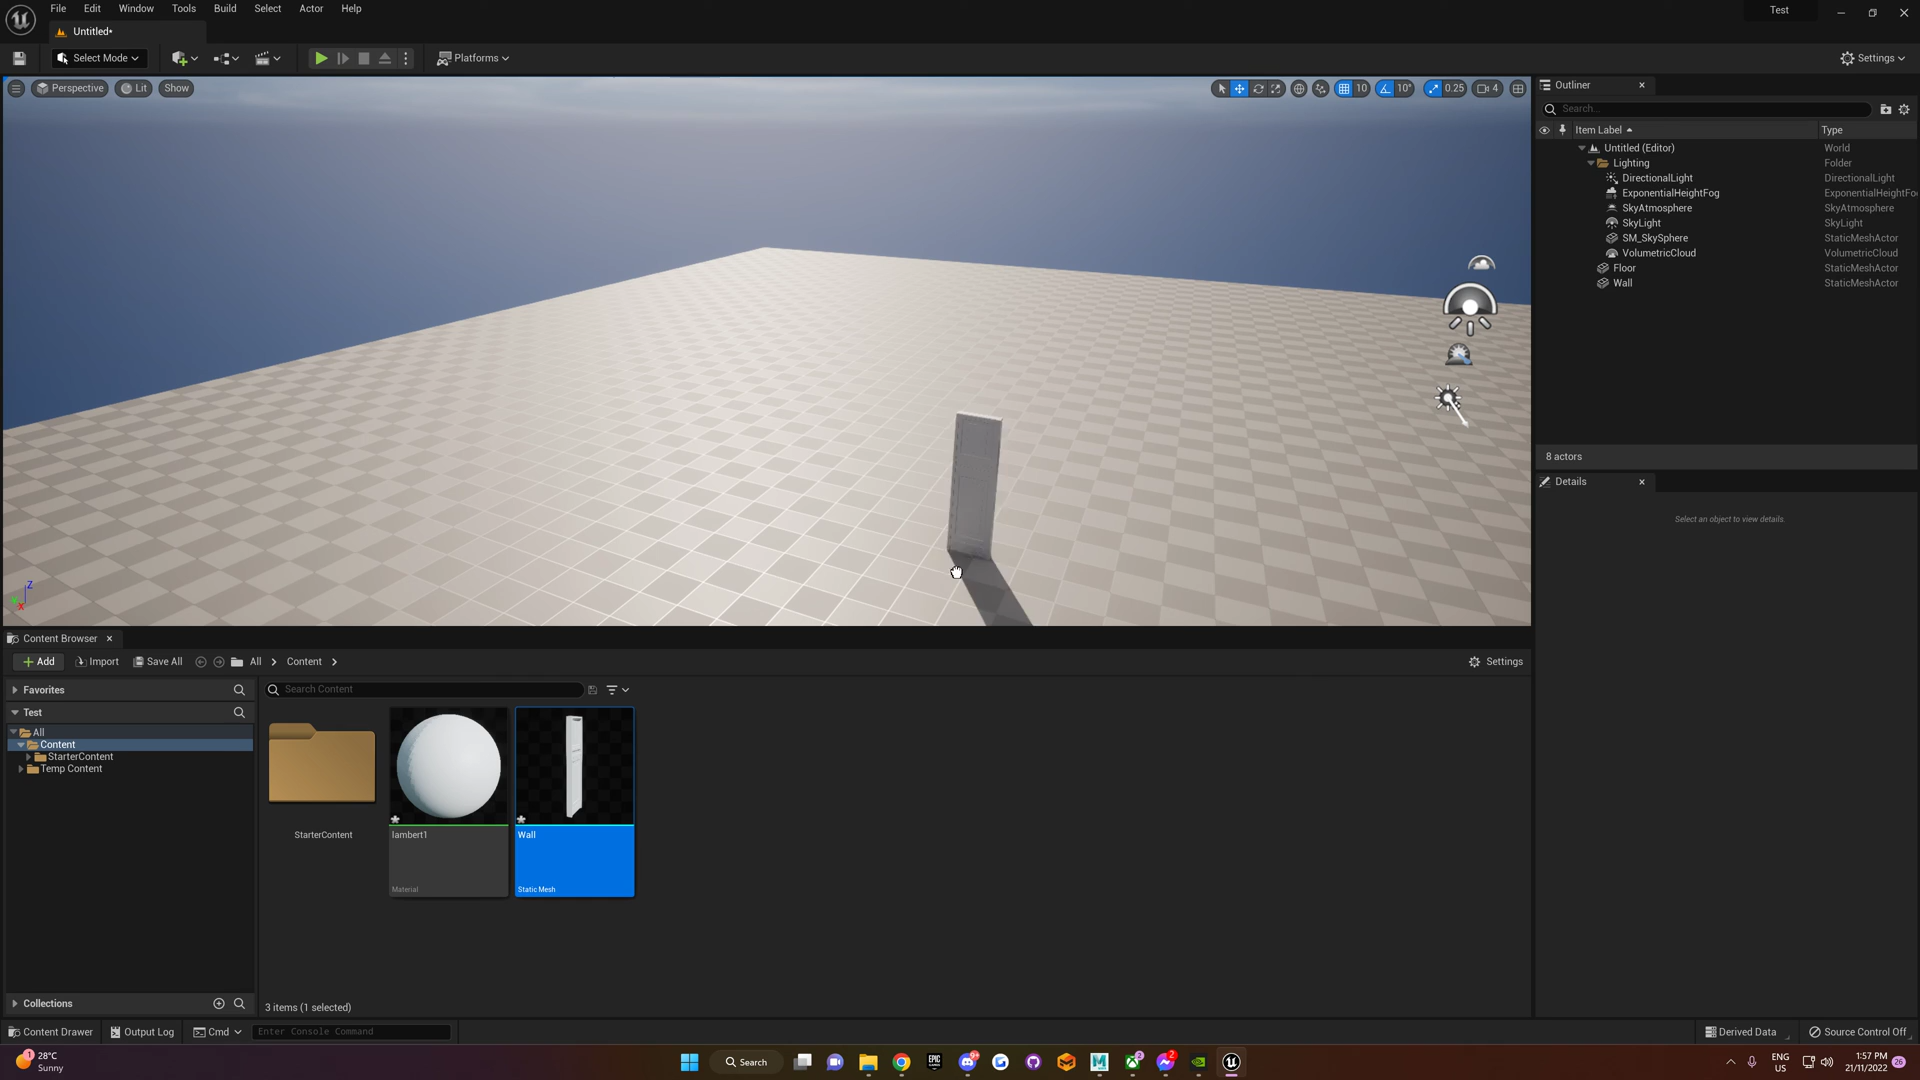 File Edit Window Tools Build Select Actor Help
Test
Untitled*
Select Mode
Platforms
Settings
Perspective Lit Show
10 10° 0.25 4
Outliner
Search...
Item Label Type
Untitled (Editor) World
Lighting Folder
DirectionalLight DirectionalLight
ExponentialHeightFog ExponentialHeightFo
SkyAtmosphere SkyAtmosphere
SkyLight SkyLight
SM_SkySphere StaticMeshActor
VolumetricCloud VolumetricCloud
Floor StaticMeshActor
Wall StaticMeshActor
8 actors
Details
Select an object to view details.
Z
X
Content Browser
Add Import Save All All Content
Settings
Favorites
Search Content
Test
All
Content
StarterContent
Temp Content
StarterContent
lambert1
Material
Wall
Static Mesh
Collections
3 items (1 selected)
Content Drawer Output Log Cmd Enter Console Command
Derived Data Source Control Off
1
28°C
Sunny
Search
EPIC
GAMES
M
2
ENG
US
1:57 PM
21/11/2022
26